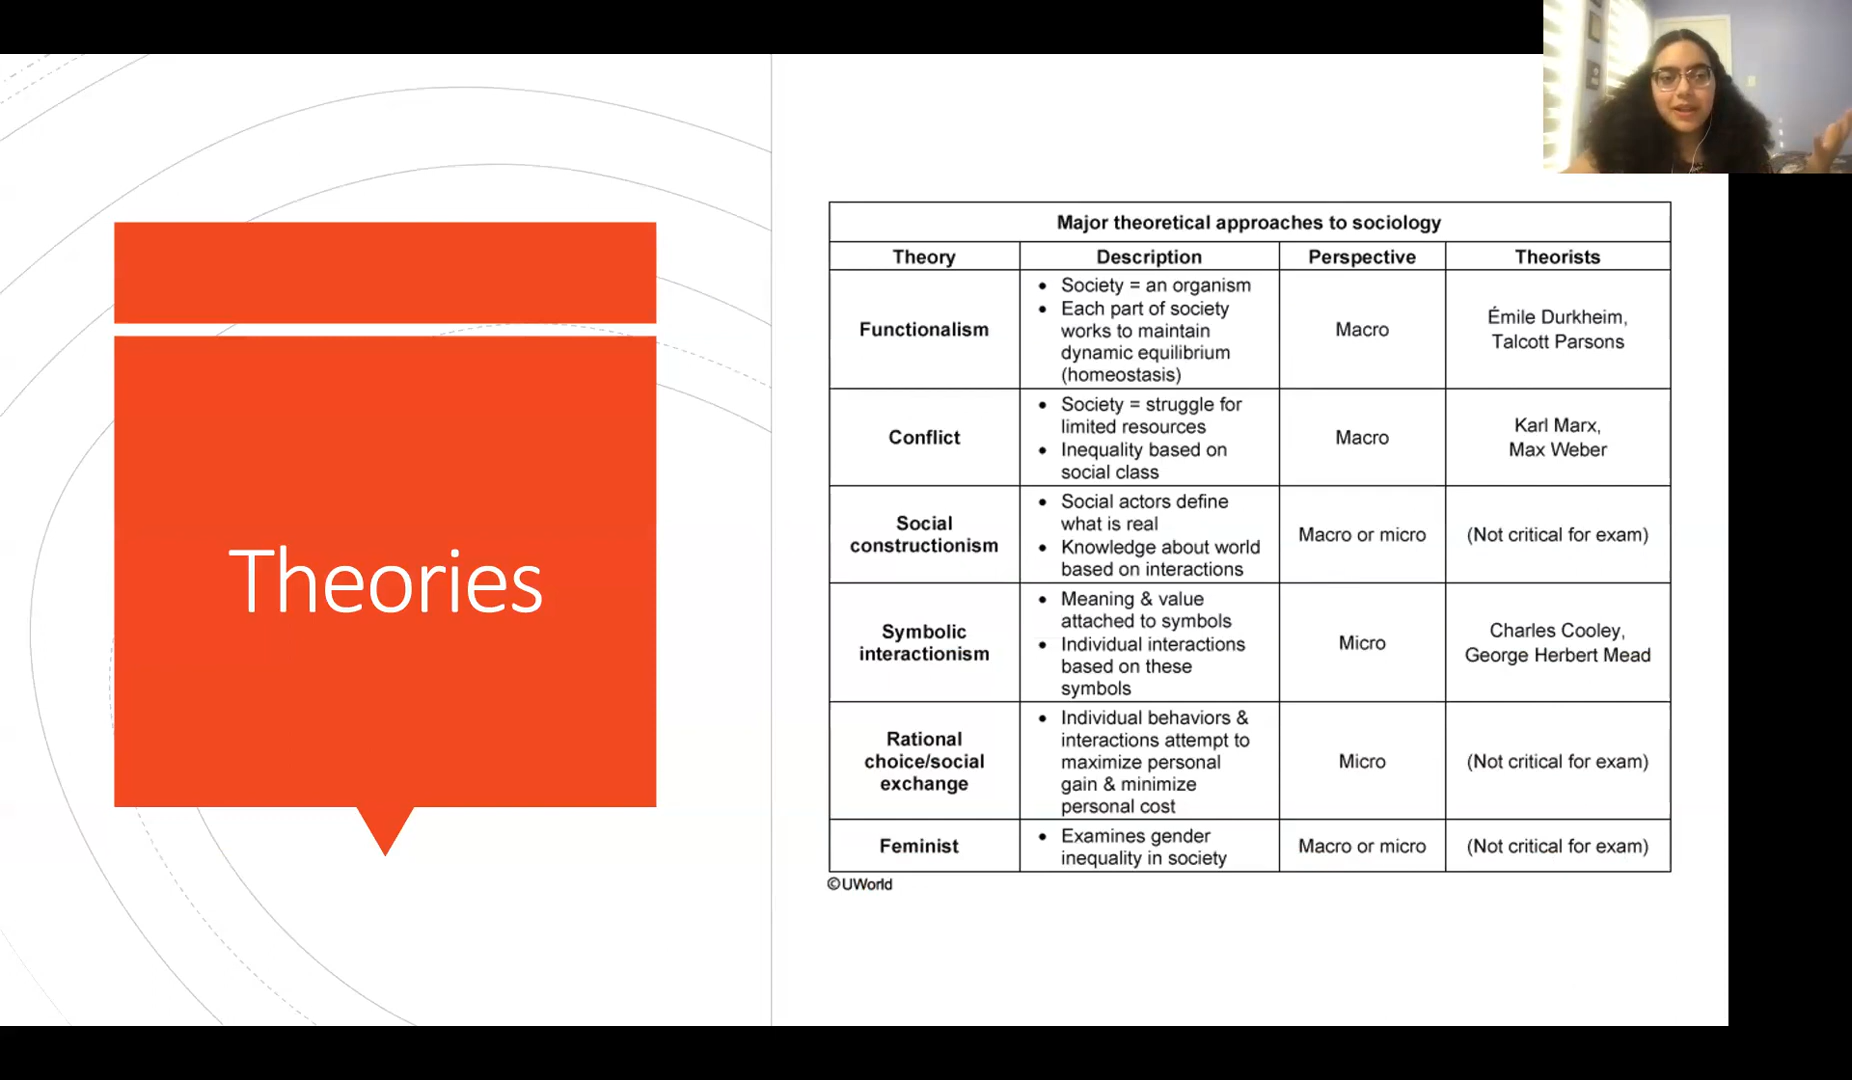 Theories
Major theoretical approaches to sociology
Theory
Description
Perspective
Theorists
Functionalism
• Society = an organism
• Each part of society
works to maintain
dynamic equilibrium
(homeostasis)
Macro
Émile Durkheim,
Talcott Parsons
Conflict
• Society = struggle for
limited resources
• Inequality based on
social class
Macro
Karl Marx,
Max Weber
Social
constructionism
• Social actors define
what is real
• Knowledge about world
based on interactions
Macro or micro
(Not critical for exam)
Symbolic
interactionism
• Meaning & value
attached to symbols
• Individual interactions
based on these
symbols
Micro
Charles Cooley,
George Herbert Mead
Rational
choice/social
exchange
• Individual behaviors &
interactions attempt to
maximize personal
gain & minimize
personal cost
Micro
(Not critical for exam)
Feminist
• Examines gender
inequality in society
Macro or micro
(Not critical for exam)
©UWorld